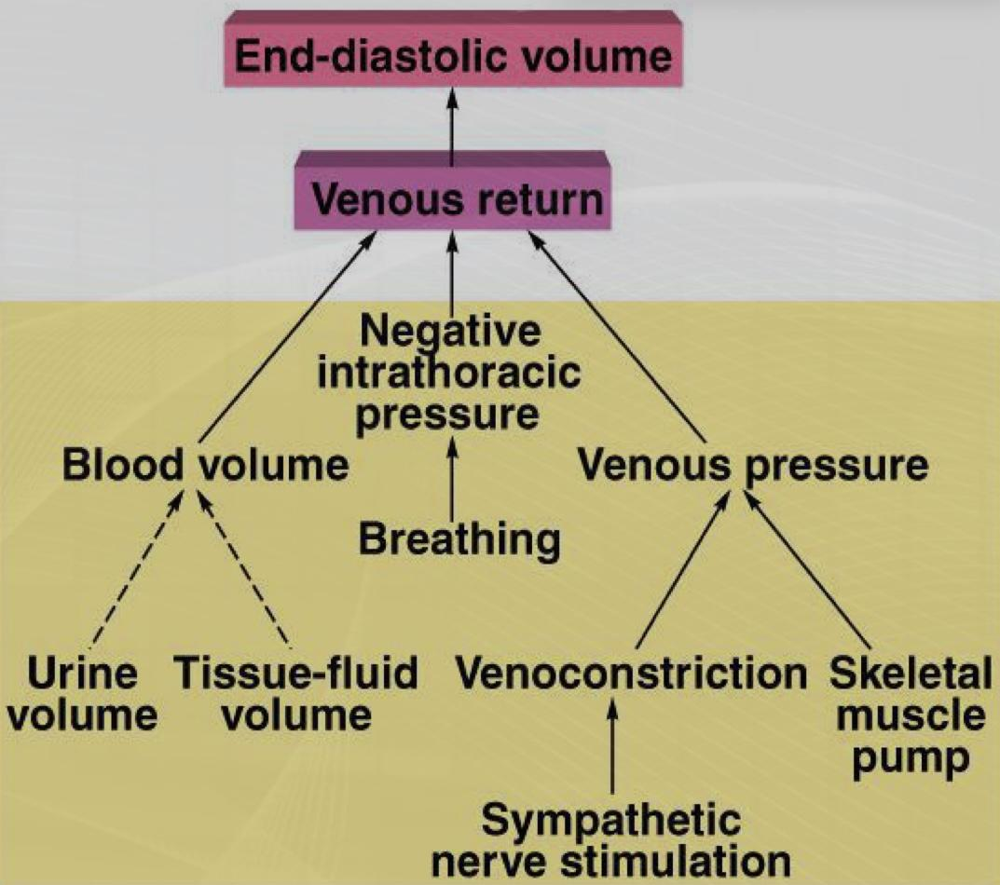 End-diastolic volume
Venous return
Negative
intrathoracic
pressure
Blood volume
Venous pressure
Breathing
Urine
volume
Tissue-fluid
volume
Venoconstriction
Skeletal
muscle
pump
Sympathetic
nerve stimulation